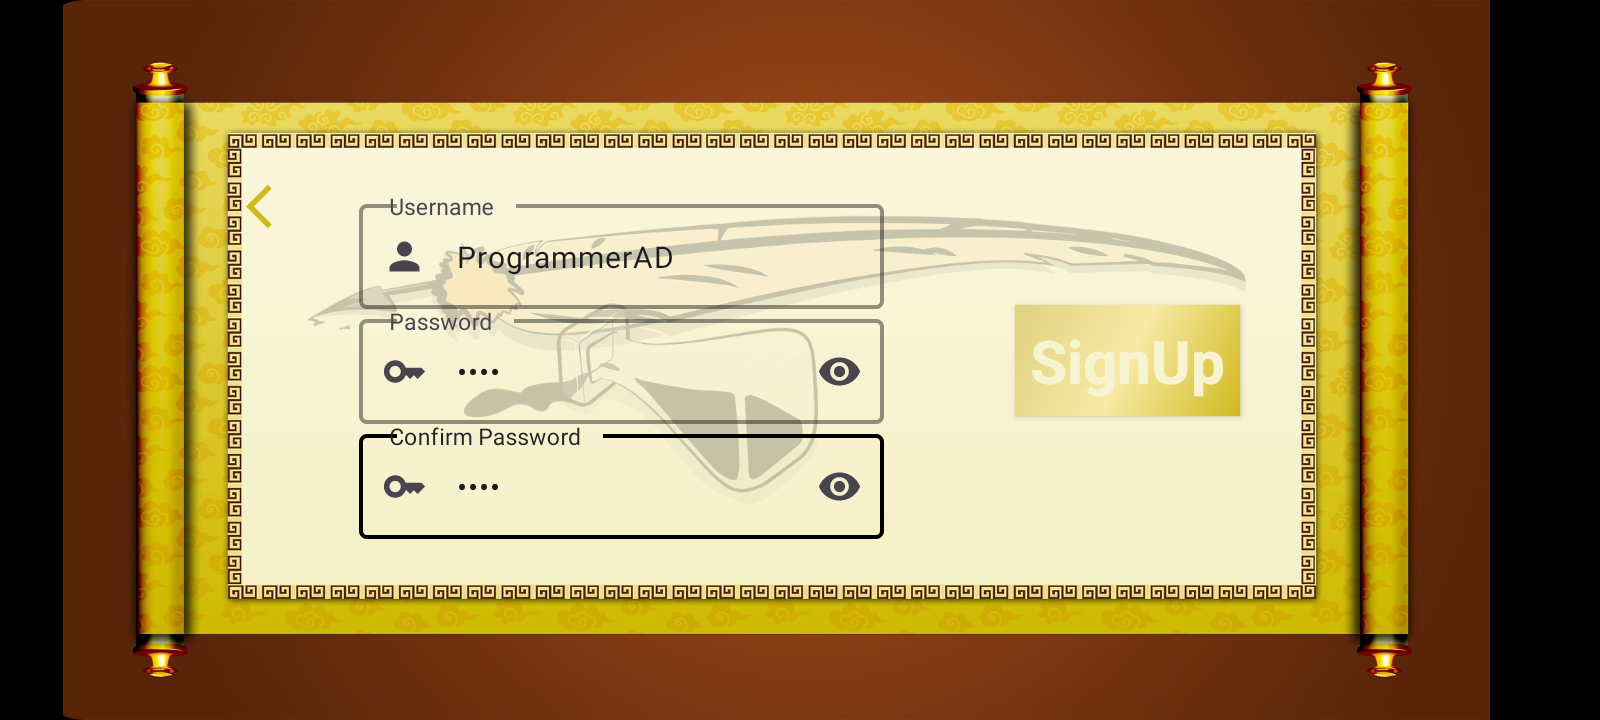 Username
ProgrammerAD
Password
••••
Confirm Password
••••
SignUp